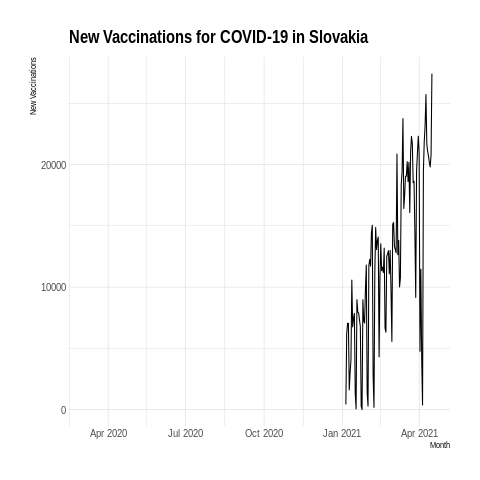 New Vaccinations for COVID-19 in Slovakia
New Vaccinations
20000
10000
0
Apr 2020 Jul 2020 Oct 2020 Jan 2021 Apr 2021
Month